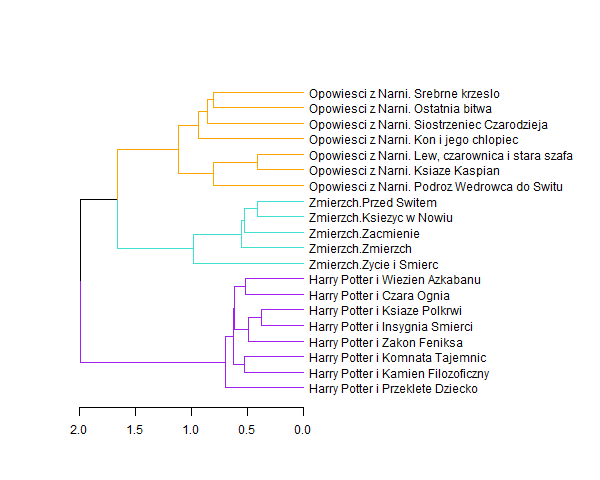 Opowiesci z Narni. Srebrne krzeslo
Opowiesci z Narni. Ostatnia bitwa
Opowiesci z Narni. Siostrzeniec Czarodzieja
Opowiesci z Narni. Kon i jego chlopiec
Opowiesci z Narni. Lew, czarownica i stara szafa
Opowiesci z Narni. Ksiaze Kaspian
Opowiesci z Narni. Podroz Wedrowca do Switu
Zmierzch.Przed Switem
Zmierzch.Ksiezyc w Nowiu
Zmierzch.Zacmienie
Zmierzch.Zmierzch
Zmierzch.Zycie i Smierc
Harry Potter i Wiezien Azkabanu
Harry Potter i Czara Ognia
Harry Potter i Ksiaze Polkrwi
Harry Potter i Insygnia Smierci
Harry Potter i Zakon Feniksa
Harry Potter i Komnata Tajemnic
Harry Potter i Kamien Filozoficzny
Harry Potter i Przeklete Dziecko
2.0 1.5 1.0 0.5 0.0